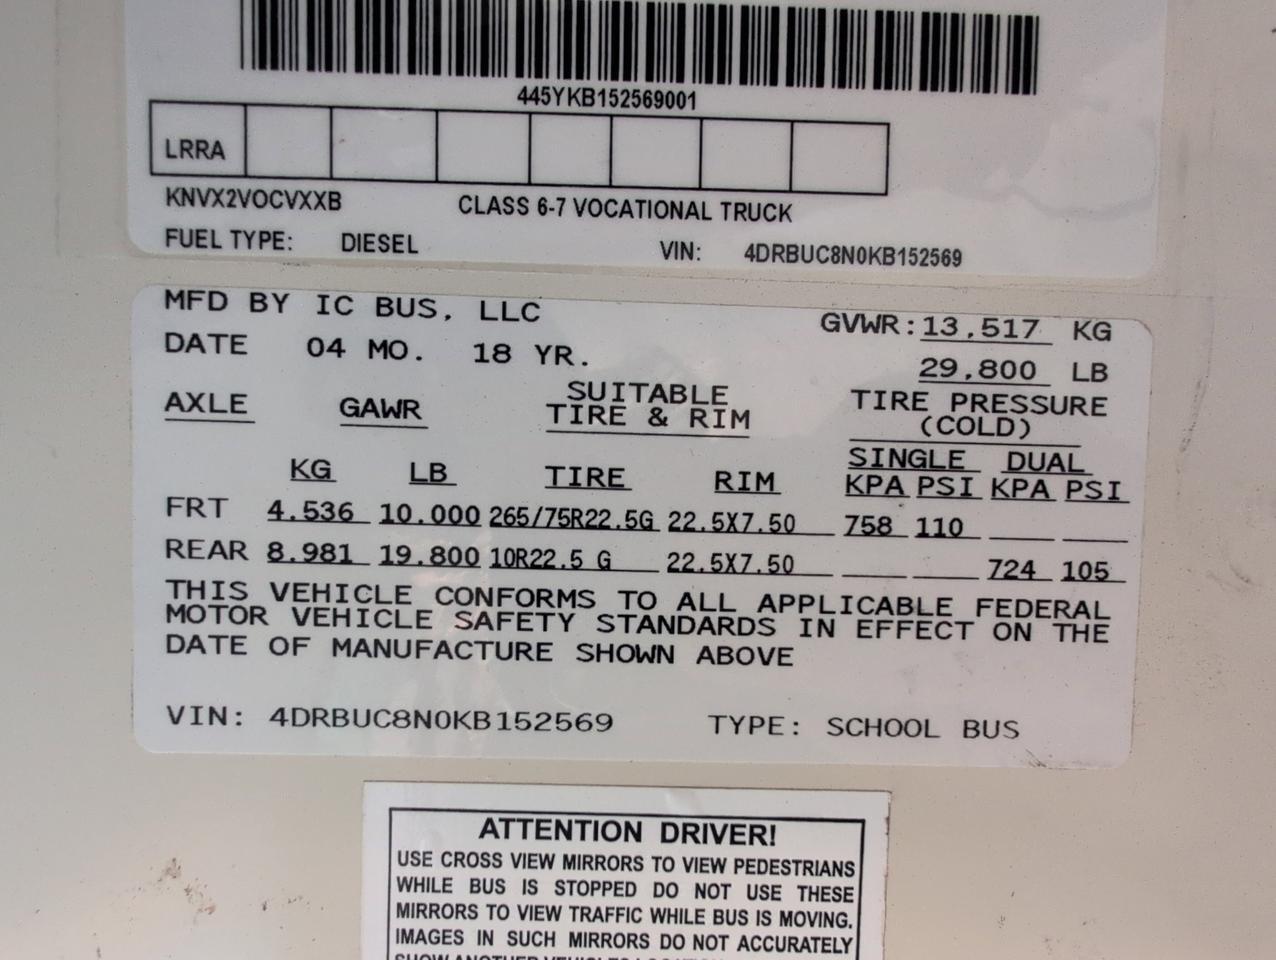 445YKB152569001
LRRA
KNVX2VOCVXXB CLASS 6-7 VOCATIONAL TRUCK
FUEL TYPE: DIESEL VIN: 4DRBUC8N0KB152569
MFD BY IC BUS, LLC GVWR: 13,517 KG
DATE 04 MO. 18 YR. 29,800 LB
AXLE GAWR SUITABLE TIRE PRESSURE
TIRE & RIM (COLD)
SINGLE DUAL
KG LB TIRE RIM KPA PSI KPA PSI
FRT 4.536 10.000 265/75R22.5G 22.5X7.50 758 110
REAR 8.981 19.800 10R22.5 G 22.5X7.50 724 105
THIS VEHICLE CONFORMS TO ALL APPLICABLE FEDERAL
MOTOR VEHICLE SAFETY STANDARDS IN EFFECT ON THE
DATE OF MANUFACTURE SHOWN ABOVE
VIN: 4DRBUC8N0KB152569 TYPE: SCHOOL BUS
ATTENTION DRIVER!
USE CROSS VIEW MIRRORS TO VIEW PEDESTRIANS
WHILE BUS IS STOPPED DO NOT USE THESE
MIRRORS TO VIEW TRAFFIC WHILE BUS IS MOVING.
IMAGES IN SUCH MIRRORS DO NOT ACCURATELY
SHOW ANOTHER VEHICLES LOCATION